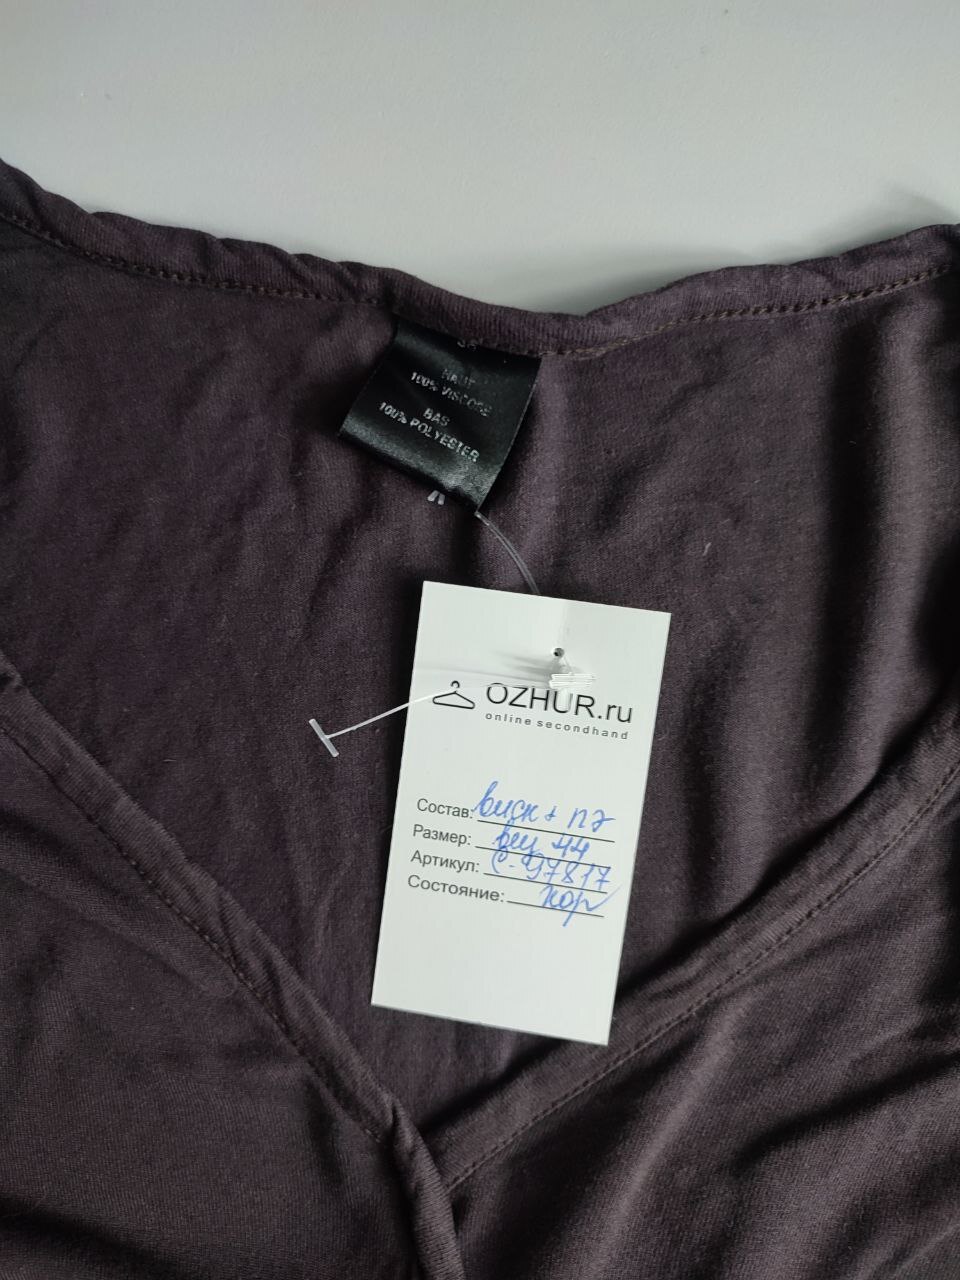 HAUT
100% VISCOSE
BAS
100% POLYESTER
OZHUR.ru
online secondhand
Состав: виск + пэ
Размер: 44
Артикул: С-97817
Состояние: хор